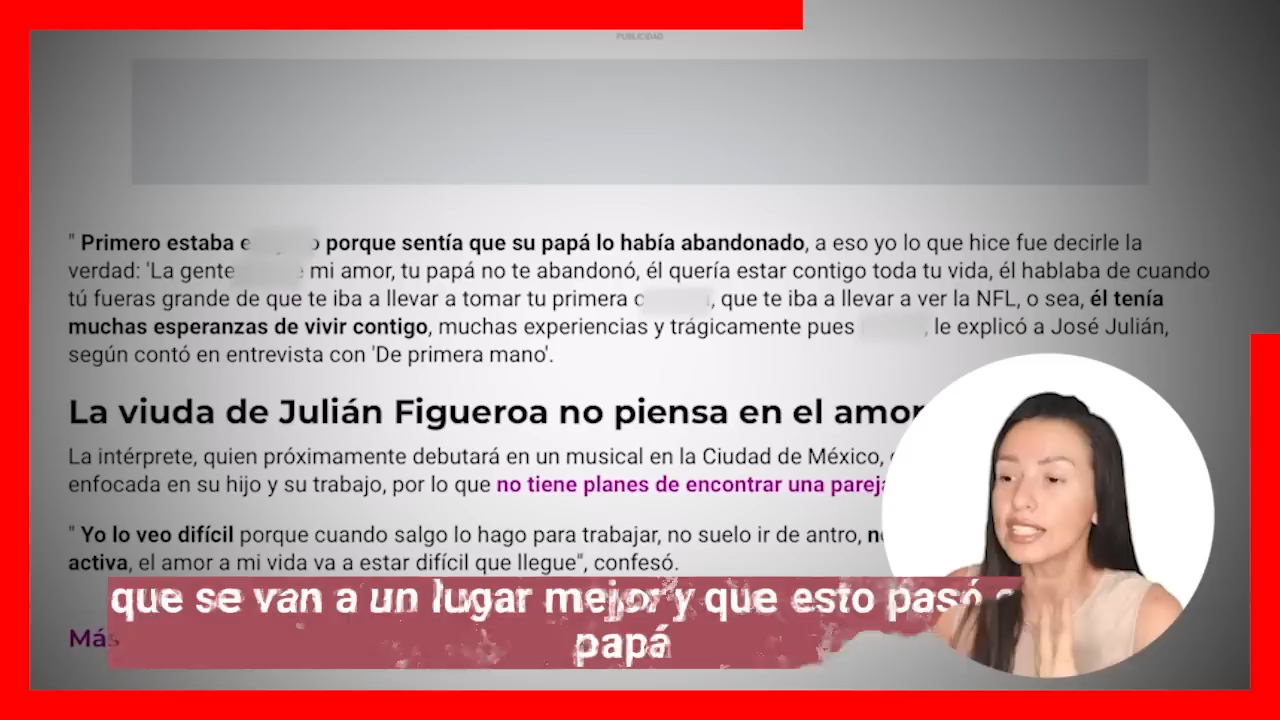 PUBLICIDAD
" Primero estaba e o porque sentía que su papá lo había abandonado, a eso yo lo que hice fue decirle la
verdad: 'La gente e mi amor, tu papá no te abandonó, él quería estar contigo toda tu vida, él hablaba de cuando
tú fueras grande de que te iba a llevar a tomar tu primera c , que te iba a llevar a ver la NFL, o sea, él tenía
muchas esperanzas de vivir contigo, muchas experiencias y trágicamente pues , le explicó a José Julián,
según contó en entrevista con 'De primera mano'.
La viuda de Julián Figueroa no piensa en el amor
La intérprete, quien próximamente debutará en un musical en la Ciudad de México,
enfocada en su hijo y su trabajo, por lo que no tiene planes de encontrar una pareja
" Yo lo veo difícil porque cuando salgo lo hago para trabajar, no suelo ir de antro,
activa, el amor a mi vida va a estar difícil que llegue", confesó.
que se van a un lugar mejor y que esto pasó
papá
Más